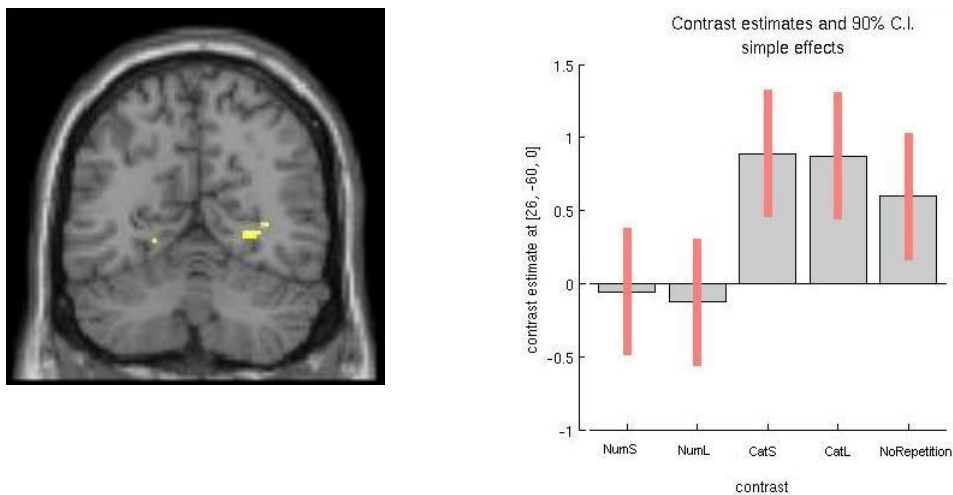 Contrast estimates and 90% C.I.
simple effects
1.5
1
0.5
0
-0.5
-1
contrast estimate at [26, -60, 0]
NumS NumL CatS CatL NoRepetition
contrast